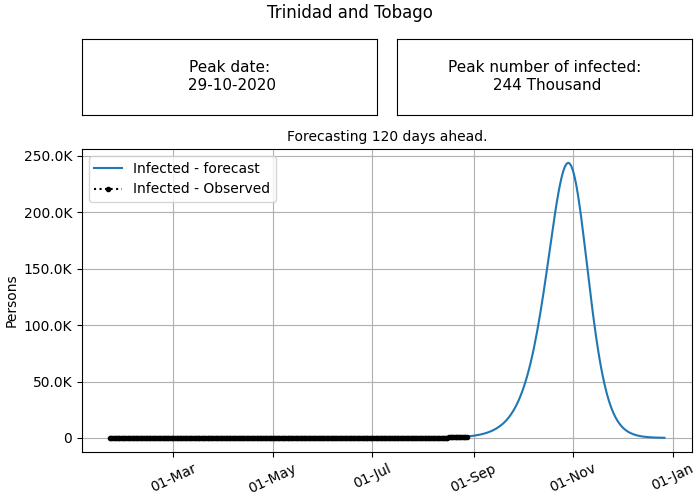 Trinidad and Tobago
Peak date:
29-10-2020
Peak number of infected:
244 Thousand
Forecasting 120 days ahead.
Infected - forecast
Infected - Observed
Persons
250.0K
200.0K
150.0K
100.0K
50.0K
0
01-Mar
01-May
01-Jul
01-Sep
01-Nov
01-Jan